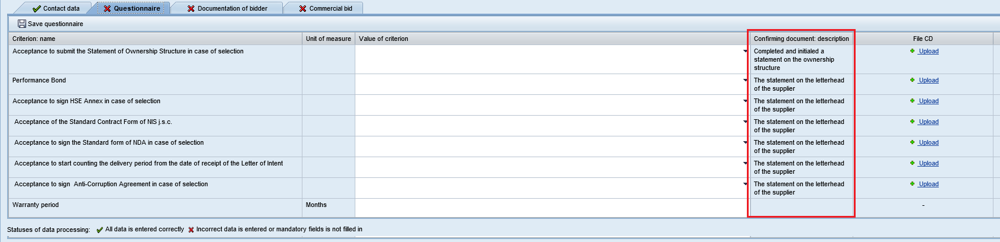 Contact data Questionnaire Documentation of bidder Commercial bid
Save questionnaire
Criterion: name Unit of measure Value of criterion Confirming document: description File CD
Acceptance to submit the Statement of Ownership Structure in case of selection Completed and initialed a Upload
statement on the ownership
structure
Performance Bond The statement on the letterhead Upload
of the supplier
Acceptance to sign HSE Annex in case of selection The statement on the letterhead Upload
of the supplier
Acceptance of the Standard Contract Form of NIS j.s.c. The statement on the letterhead Upload
of the supplier
Acceptance to sign the Standard form of NDA in case of selection The statement on the letterhead Upload
of the supplier
Acceptance to start counting the delivery period from the date of receipt of the Letter of Intent The statement on the letterhead Upload
of the supplier
Acceptance to sign Anti-Corruption Agreement in case of selection The statement on the letterhead Upload
of the supplier
Warranty period Months -
Statuses of data processing: All data is entered correctly Incorrect data is entered or mandatory fields is not filled in